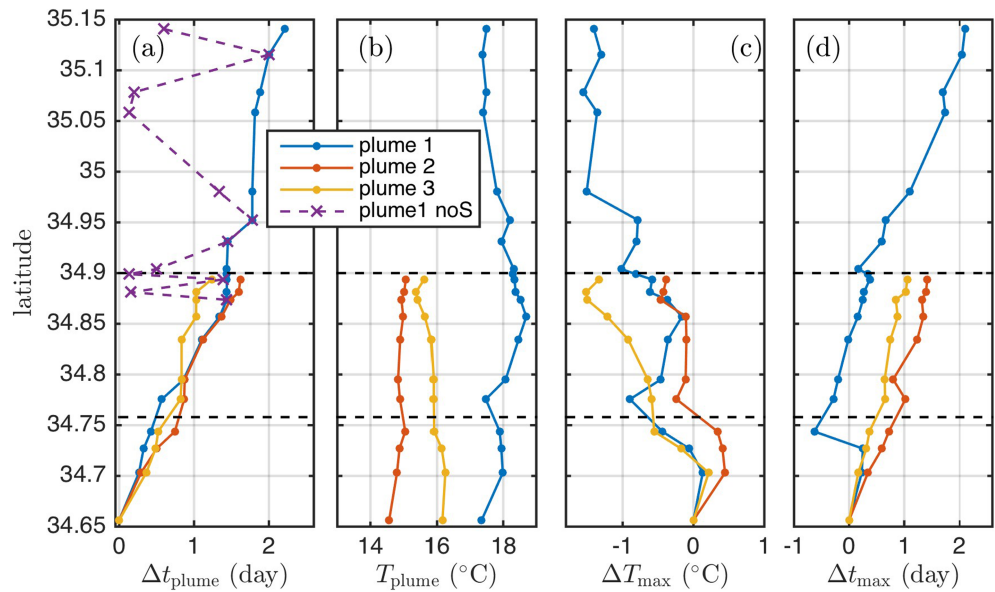 35.15
35.1
35.05
35
34.95
34.9
34.85
34.8
34.75
34.7
34.65
latitude
(a)
(b)
(c)
(d)
plume 1
plume 2
plume 3
plume1 noS
0 1 2
14 16 18
-1 0 1
-1 0 1 2
Δt_plume (day)
T_plume (°C)
ΔT_max (°C)
Δt_max (day)